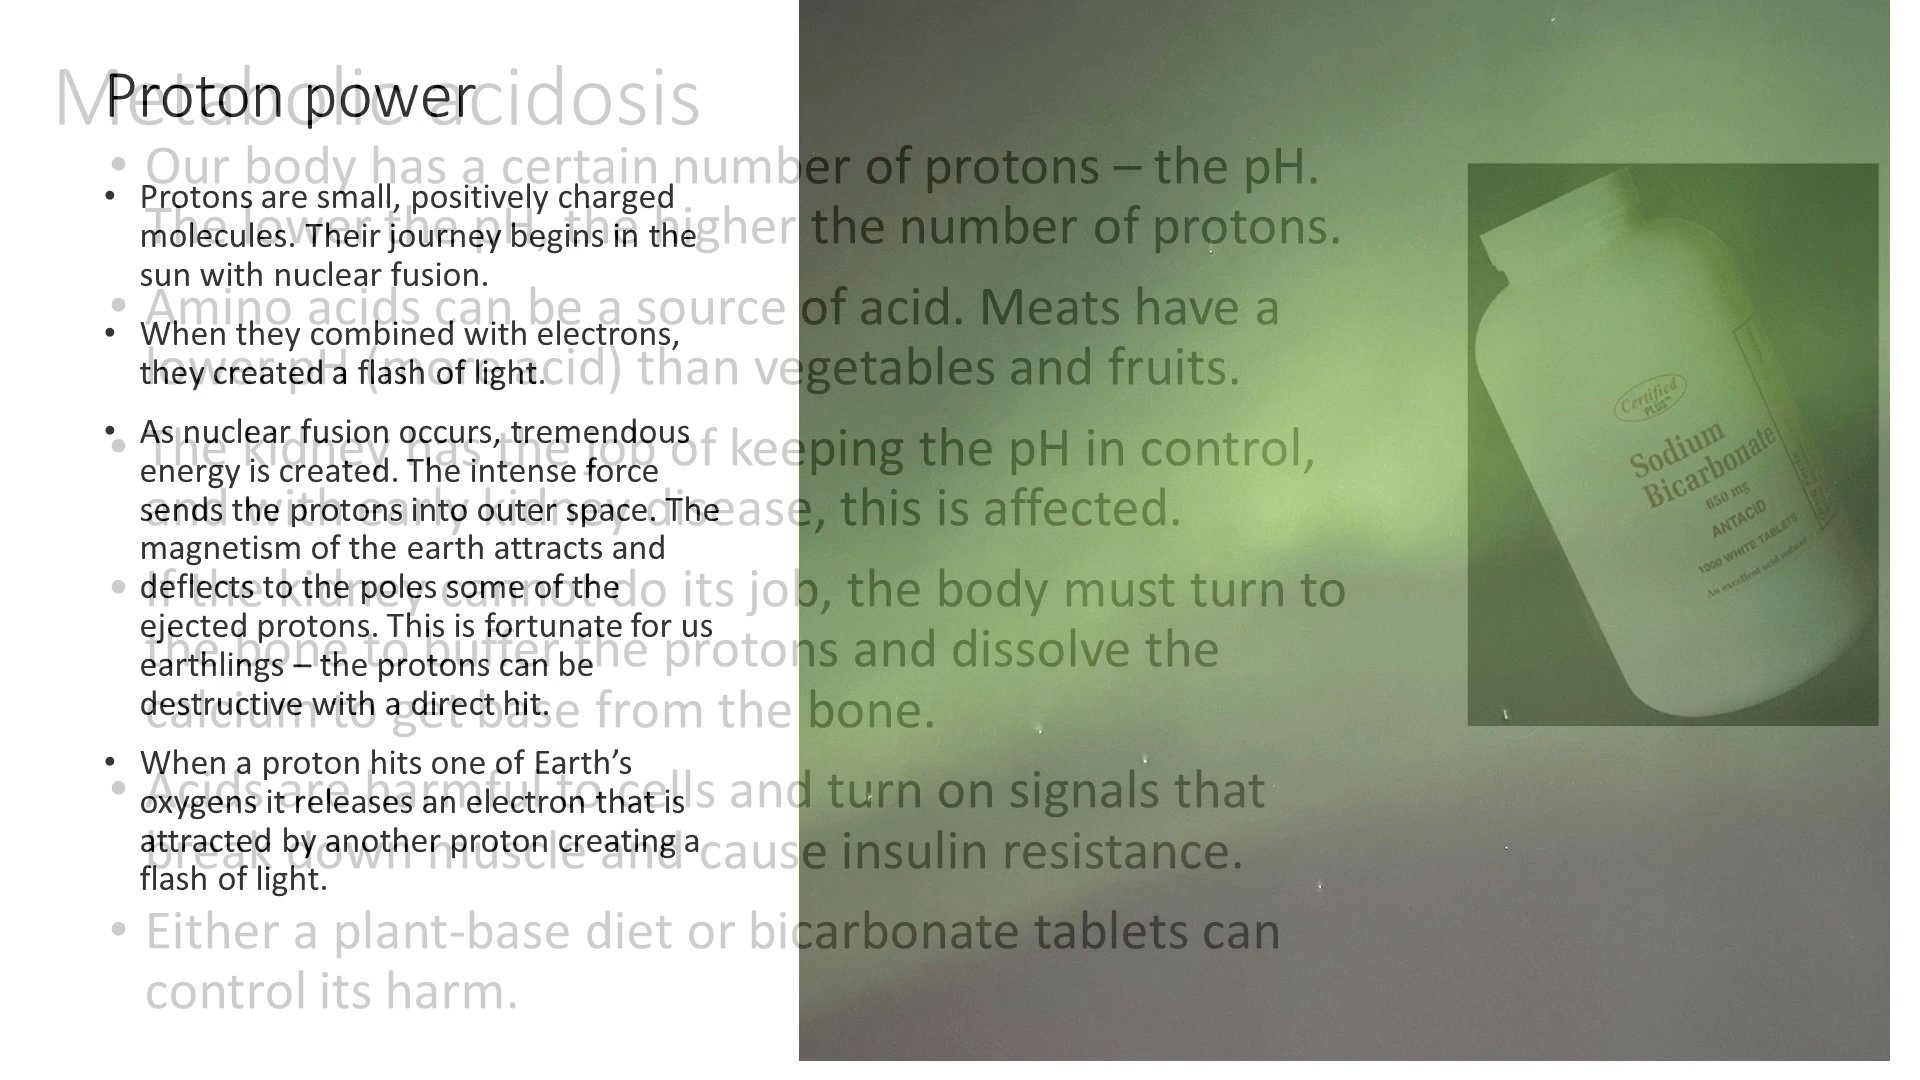 Proton power
• Protons are small, positively charged
molecules. Their journey begins in the
sun with nuclear fusion.
• When they combined with electrons,
they created a flash of light.
• As nuclear fusion occurs, tremendous
energy is created. The intense force
sends the protons into outer space. The
magnetism of the earth attracts and
deflects to the poles some of the
ejected protons. This is fortunate for us
earthlings – the protons can be
destructive with a direct hit.
• When a proton hits one of Earth’s
oxygens it releases an electron that is
attracted by another proton creating a
flash of light.
Metabolic acidosis
• Our body has a certain number of protons – the pH.
The lower the pH, the higher the number of protons.
• Amino acids can be a source of acid. Meats have a
lower pH (more acid) than vegetables and fruits.
• The kidney has the job of keeping the pH in control,
and with early kidney disease, this is affected.
• If the kidney cannot do its job, the body must turn to
the bone to buffer the protons and dissolve the
calcium to get base from the bone.
• Acids are harmful to cells and turn on signals that
break down muscle and cause insulin resistance.
• Either a plant-base diet or bicarbonate tablets can
control its harm.
Certified
PLUS™
Sodium
Bicarbonate
650 mg
ANTACID
1000 WHITE TABLETS
An excellent acid reducer